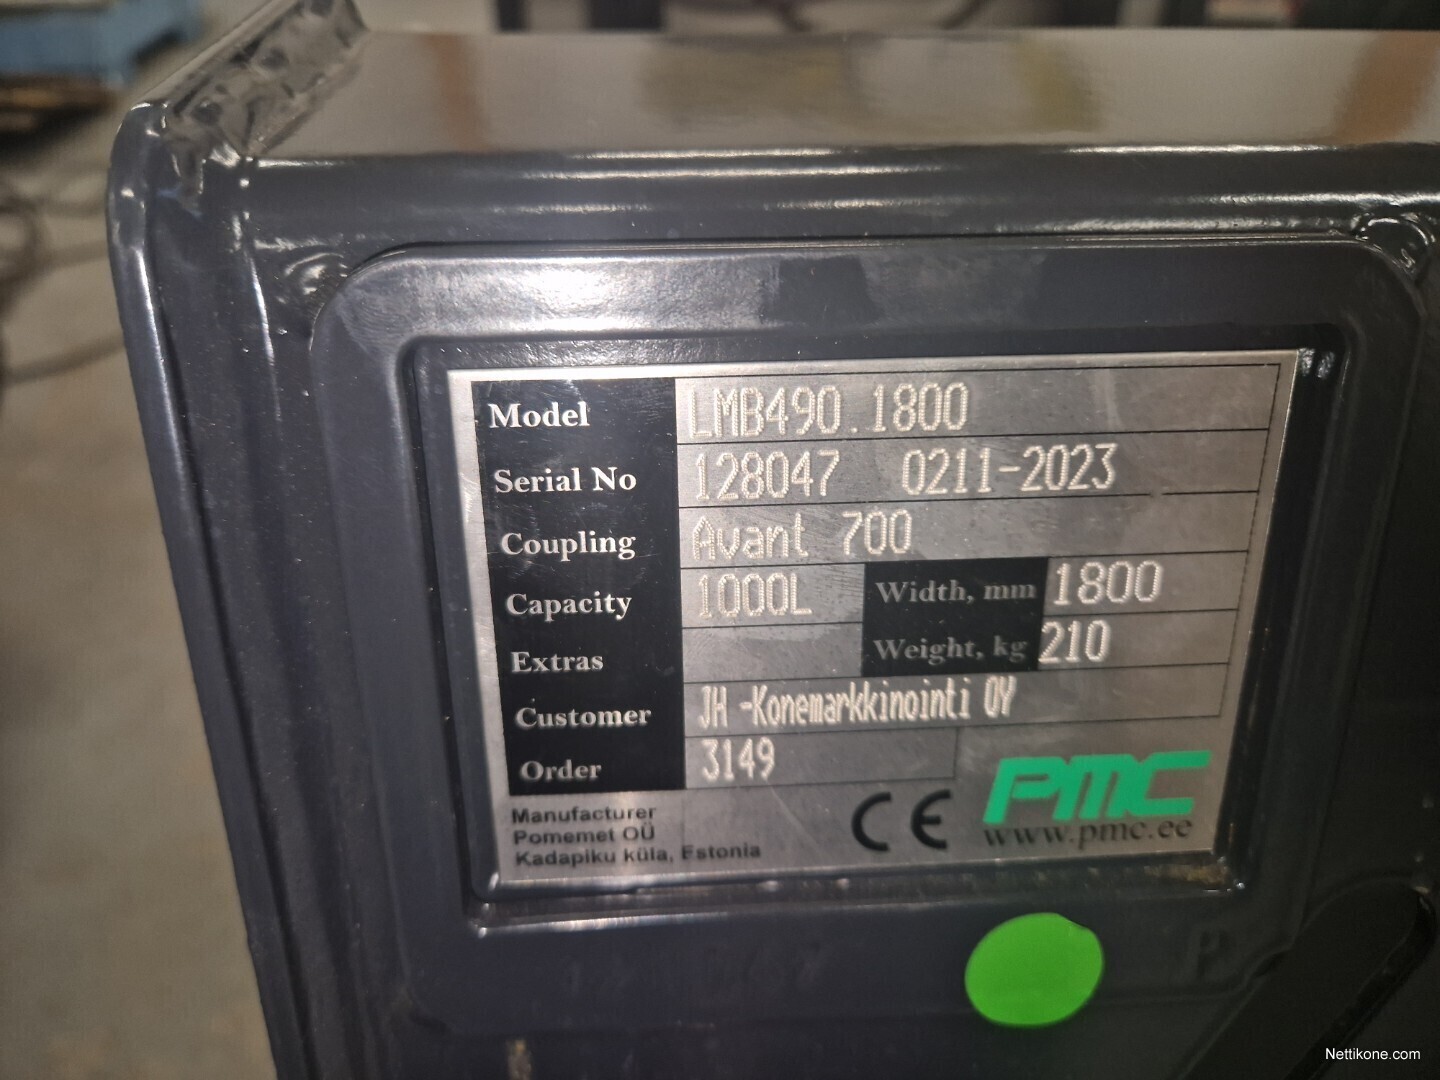 Model LMB490.1800
Serial No 128047 0211-2023
Coupling Avant 700
Capacity 1000L Width, mm 1800
Extras Weight, kg 210
Customer JH -Konemarkkinointi OY
Order 3149
Manufacturer
Pomemet OÜ
Kadapiku küla, Estonia
CE
PMC
www.pmc.ee
Nettikone.com